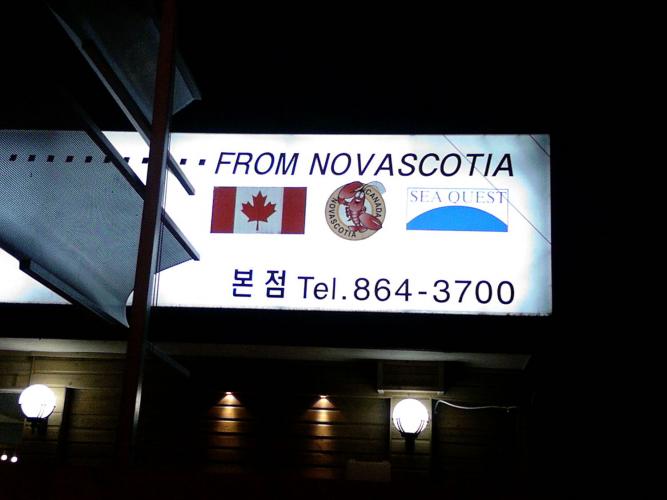 FROM NOVASCOTIA
NOVASCOTIA CANADA
SEA QUEST
본점 Tel.864-3700